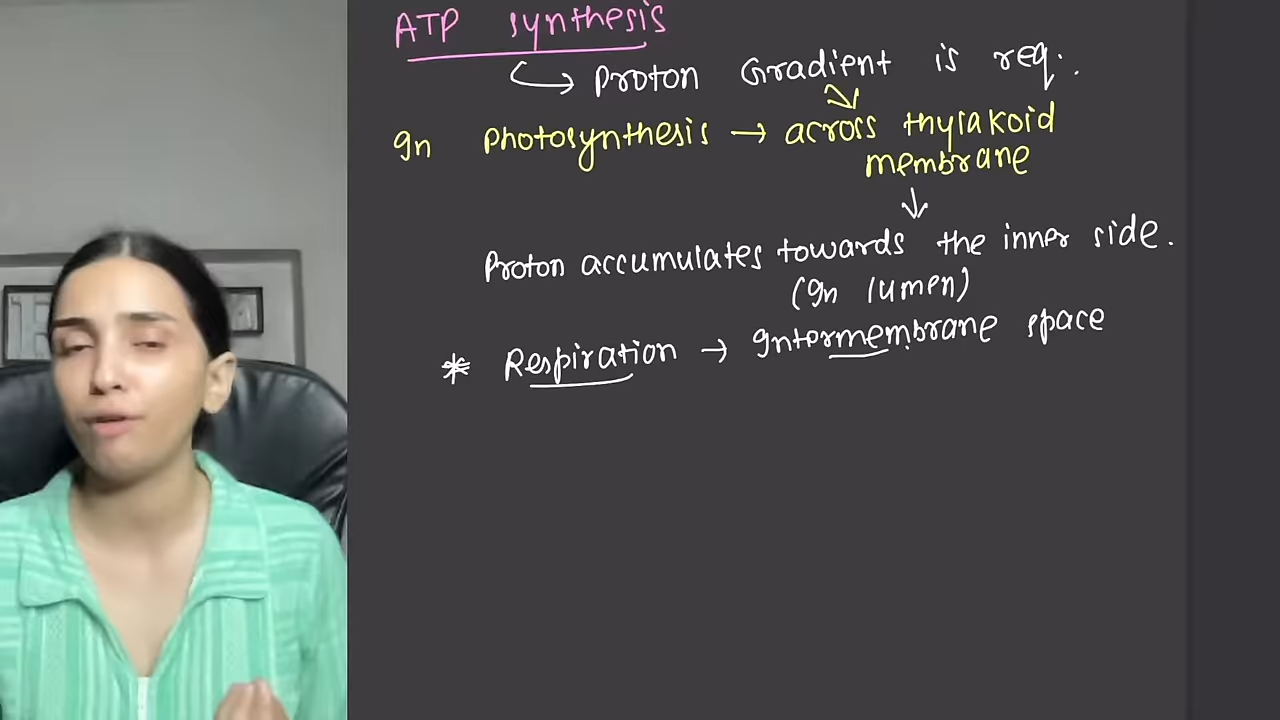 ATP synthesis
↪ Proton Gradient is req.
In Photosynthesis → across thylakoid
membrane
Proton accumulates towards the inner side.
(In lumen)
* Respiration → Intermembrane space